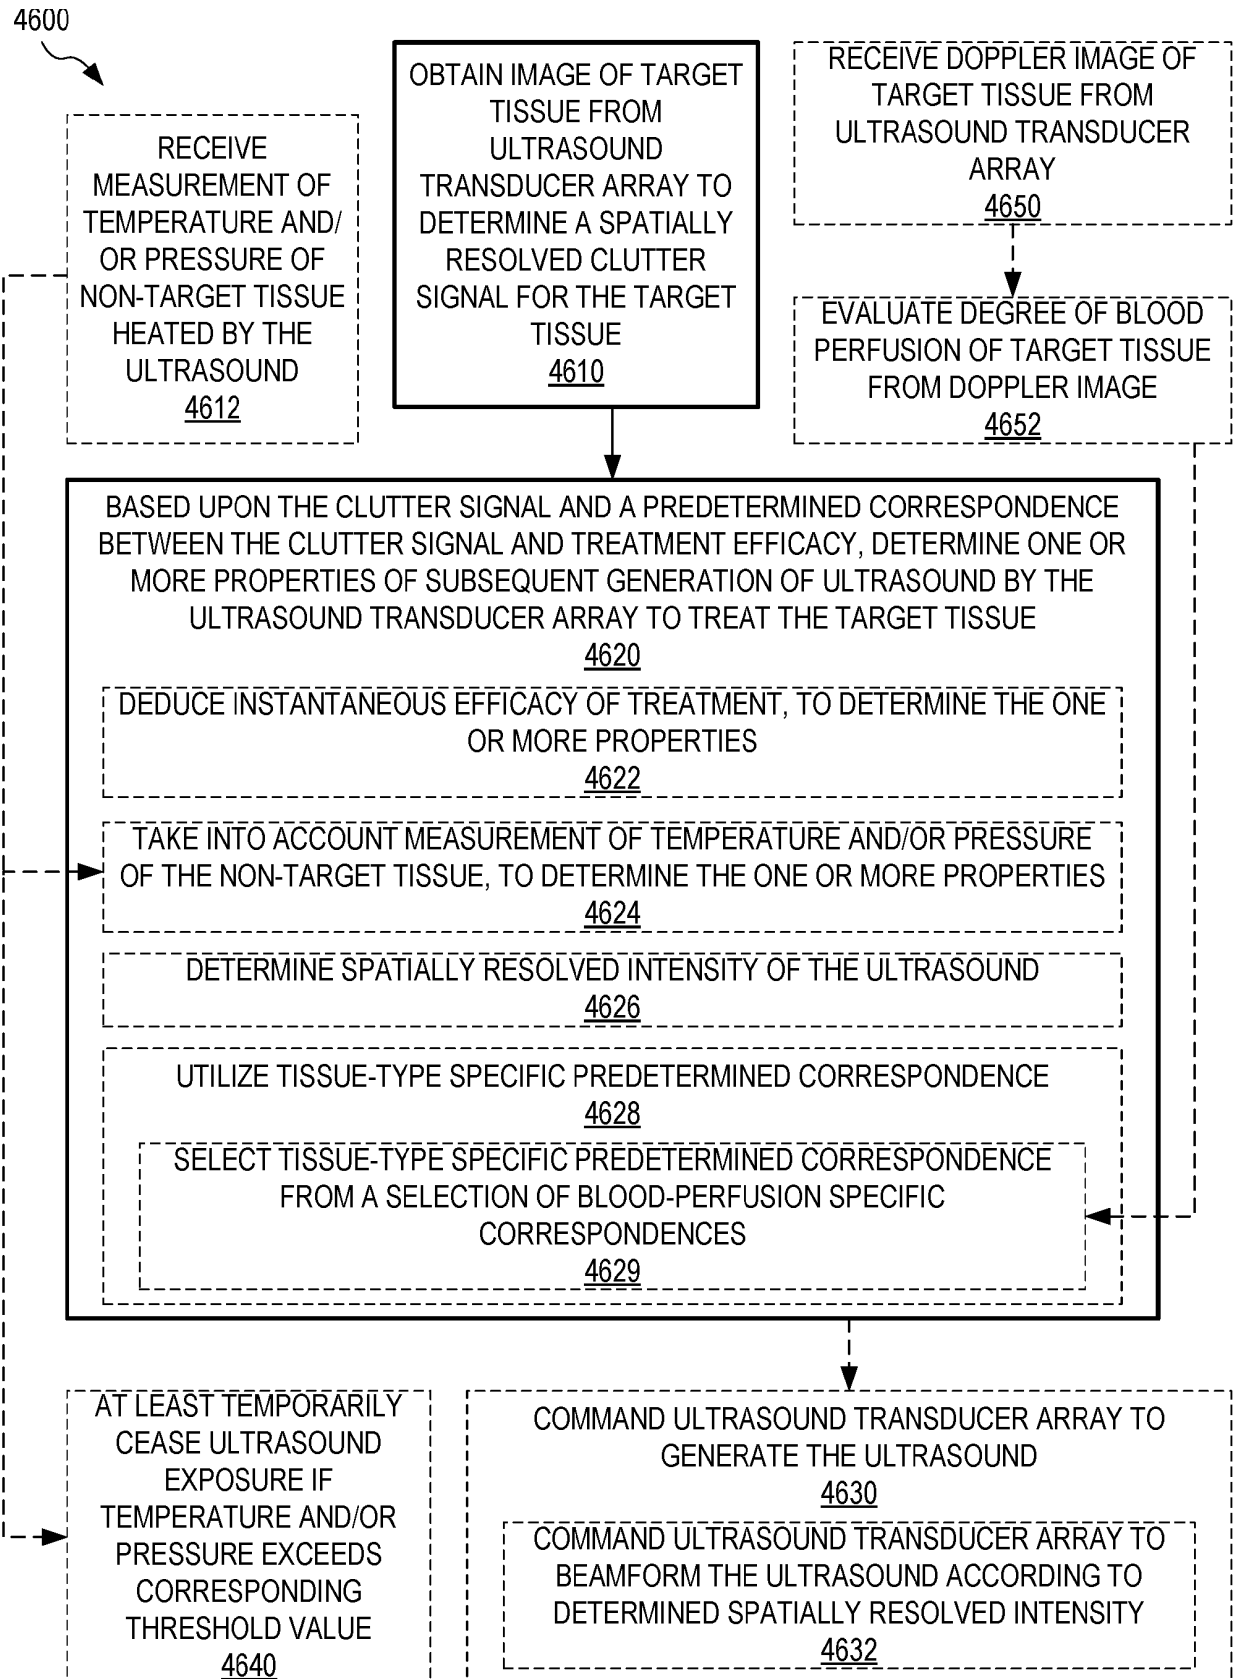 4600
RECEIVE
MEASUREMENT OF
TEMPERATURE AND/
OR PRESSURE OF
NON-TARGET TISSUE
HEATED BY THE
ULTRASOUND
4612
OBTAIN IMAGE OF TARGET
TISSUE FROM
ULTRASOUND
TRANSDUCER ARRAY TO
DETERMINE A SPATIALLY
RESOLVED CLUTTER
SIGNAL FOR THE TARGET
TISSUE
4610
RECEIVE DOPPLER IMAGE OF
TARGET TISSUE FROM
ULTRASOUND TRANSDUCER
ARRAY
4650
EVALUATE DEGREE OF BLOOD
PERFUSION OF TARGET TISSUE
FROM DOPPLER IMAGE
4652
BASED UPON THE CLUTTER SIGNAL AND A PREDETERMINED CORRESPONDENCE
BETWEEN THE CLUTTER SIGNAL AND TREATMENT EFFICACY, DETERMINE ONE OR
MORE PROPERTIES OF SUBSEQUENT GENERATION OF ULTRASOUND BY THE
ULTRASOUND TRANSDUCER ARRAY TO TREAT THE TARGET TISSUE
4620
DEDUCE INSTANTANEOUS EFFICACY OF TREATMENT, TO DETERMINE THE ONE
OR MORE PROPERTIES
4622
TAKE INTO ACCOUNT MEASUREMENT OF TEMPERATURE AND/OR PRESSURE
OF THE NON-TARGET TISSUE, TO DETERMINE THE ONE OR MORE PROPERTIES
4624
DETERMINE SPATIALLY RESOLVED INTENSITY OF THE ULTRASOUND
4626
UTILIZE TISSUE-TYPE SPECIFIC PREDETERMINED CORRESPONDENCE
4628
SELECT TISSUE-TYPE SPECIFIC PREDETERMINED CORRESPONDENCE
FROM A SELECTION OF BLOOD-PERFUSION SPECIFIC
CORRESPONDENCES
4629
AT LEAST TEMPORARILY
CEASE ULTRASOUND
EXPOSURE IF
TEMPERATURE AND/OR
PRESSURE EXCEEDS
CORRESPONDING
THRESHOLD VALUE
4640
COMMAND ULTRASOUND TRANSDUCER ARRAY TO
GENERATE THE ULTRASOUND
4630
COMMAND ULTRASOUND TRANSDUCER ARRAY TO
BEAMFORM THE ULTRASOUND ACCORDING TO
DETERMINED SPATIALLY RESOLVED INTENSITY
4632